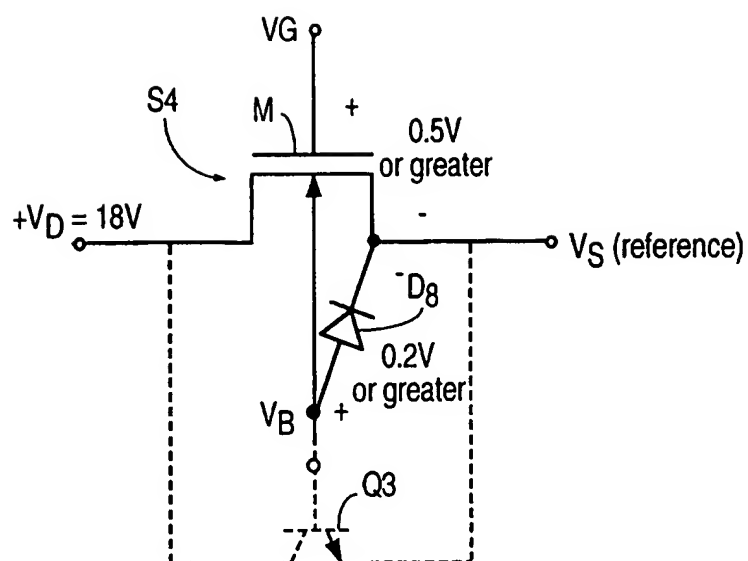 VG
S4
M
+
0.5V
or greater
+VD = 18V
-
VS (reference)
-D8
0.2V
or greater
VB
+
Q3